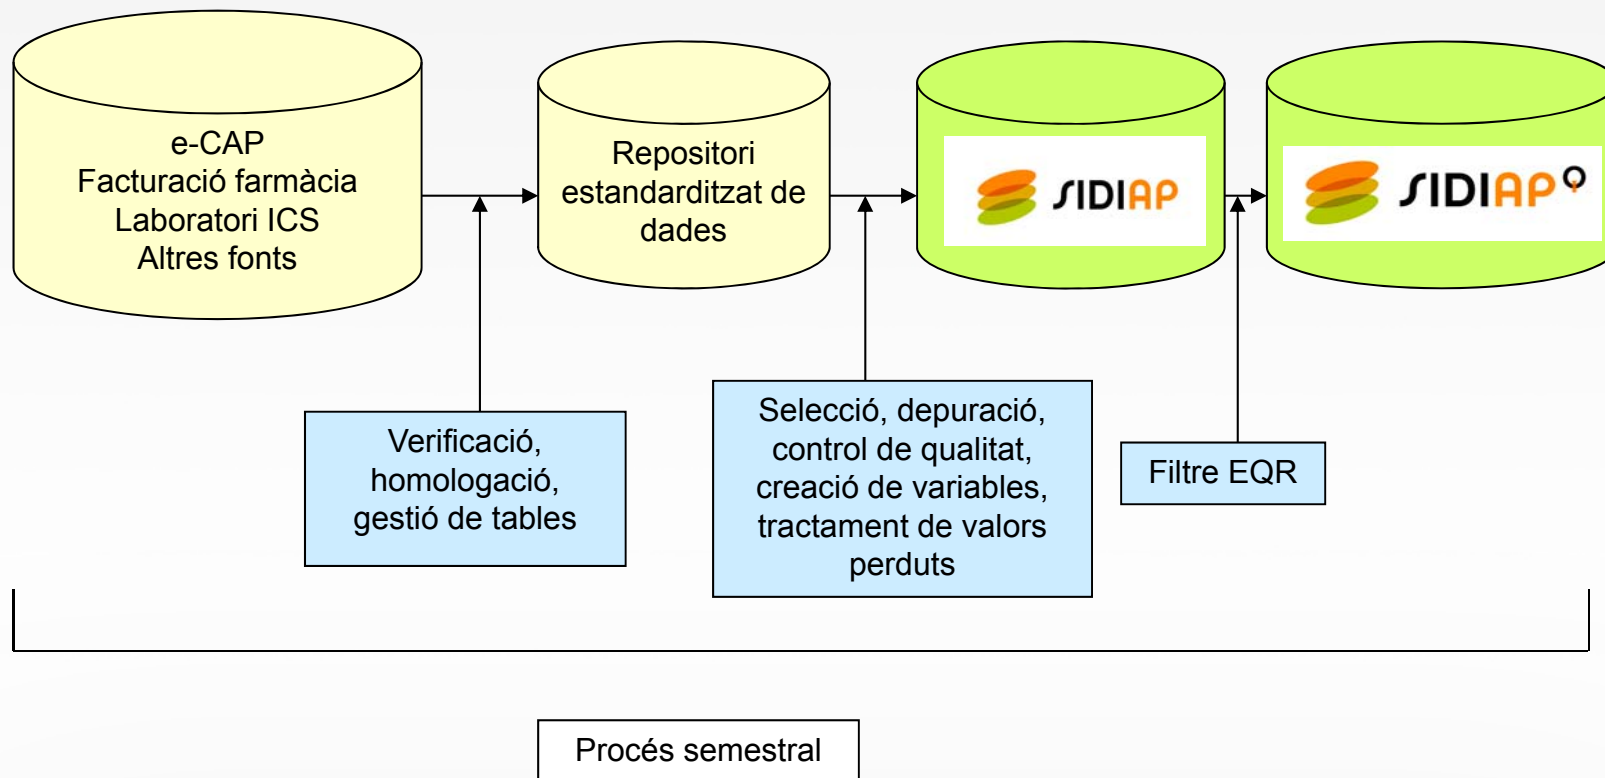 e-CAP
Facturació farmàcia
Laboratori ICS
Altres fonts
Repositori
estandarditzat de
dades
SIDIAP
SIDIAP Q
Verificació,
homologació,
gestió de tables
Selecció, depuració,
control de qualitat,
creació de variables,
tractament de valors
perduts
Filtre EQR
Procés semestral